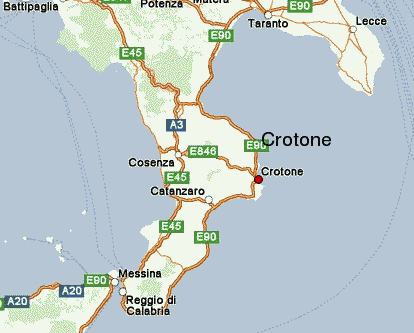 Battipaglia
Potenza
Matera
E90
Lecce
Taranto
E45
E90
A3
Crotone
E90
E846
Cosenza
Crotone
E45
Catanzaro
E45
E90
Messina
E90
A20
A20
Reggio di
Calabria